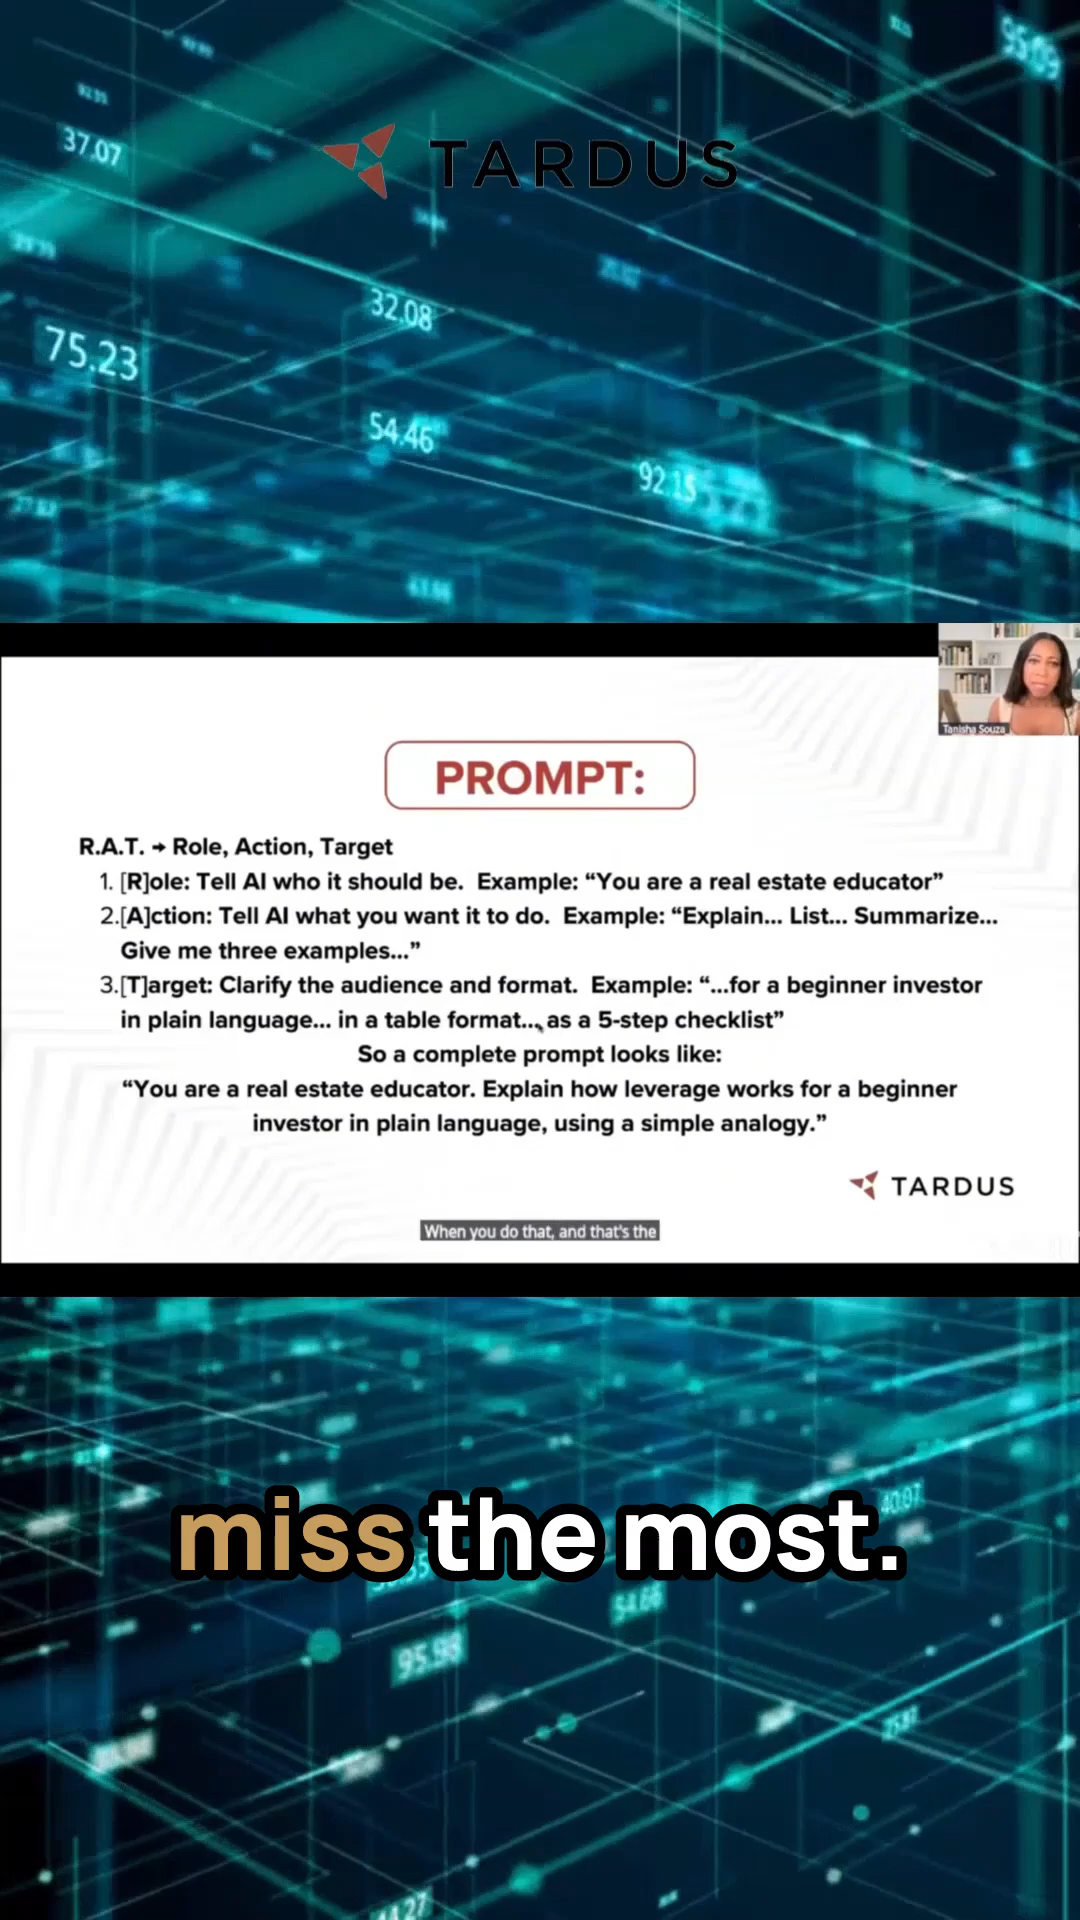 95.09
92.35
37.07
TARDUS
32.08
75.23
54.46
92.15
Tanisha Souza
PROMPT:
R.A.T. → Role, Action, Target
1. [R]ole: Tell AI who it should be. Example: “You are a real estate educator”
2.[A]ction: Tell AI what you want it to do. Example: “Explain... List... Summarize...
Give me three examples...”
3.[T]arget: Clarify the audience and format. Example: “...for a beginner investor
in plain language... in a table format... as a 5-step checklist”
So a complete prompt looks like:
“You are a real estate educator. Explain how leverage works for a beginner
investor in plain language, using a simple analogy.”
TARDUS
When you do that, and that's the
40.07
miss the most.
54.68
95.98